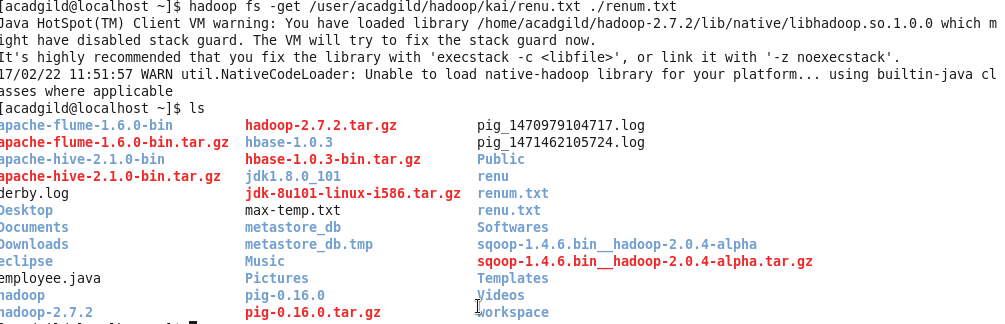 [acadgild@localhost ~]$ hadoop fs -get /user/acadgild/hadoop/kai/renu.txt ./renum.txt
Java HotSpot(TM) Client VM warning: You have loaded library /home/acadgild/hadoop-2.7.2/lib/native/libhadoop.so.1.0.0 which m
ight have disabled stack guard. The VM will try to fix the stack guard now.
It's highly recommended that you fix the library with 'execstack -c <libfile>', or link it with '-z noexecstack'.
17/02/22 11:51:57 WARN util.NativeCodeLoader: Unable to load native-hadoop library for your platform... using builtin-java cl
asses where applicable
[acadgild@localhost ~]$ ls
apache-flume-1.6.0-bin hadoop-2.7.2.tar.gz pig_1470979104717.log
apache-flume-1.6.0-bin.tar.gz hbase-1.0.3 pig_1471462105724.log
apache-hive-2.1.0-bin hbase-1.0.3-bin.tar.gz Public
apache-hive-2.1.0-bin.tar.gz jdk1.8.0_101 renu
derby.log jdk-8u101-linux-i586.tar.gz renum.txt
Desktop max-temp.txt renu.txt
Documents metastore_db Softwares
Downloads metastore_db.tmp sqoop-1.4.6.bin__hadoop-2.0.4-alpha
eclipse Music sqoop-1.4.6.bin__hadoop-2.0.4-alpha.tar.gz
employee.java Pictures Templates
hadoop pig-0.16.0 Videos
hadoop-2.7.2 pig-0.16.0.tar.gz workspace